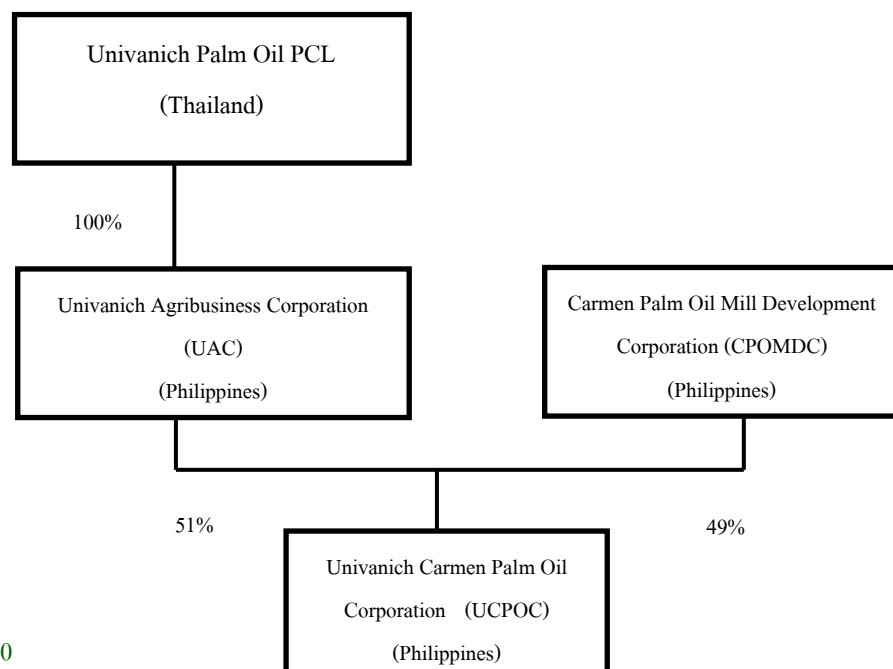 Univanich Palm Oil PCL
(Thailand)
100%
Univanich Agribusiness Corporation
(UAC)
(Philippines)
Carmen Palm Oil Mill Development
Corporation (CPOMDC)
(Philippines)
51%
49%
Univanich Carmen Palm Oil
Corporation (UCPOC)
(Philippines)
0